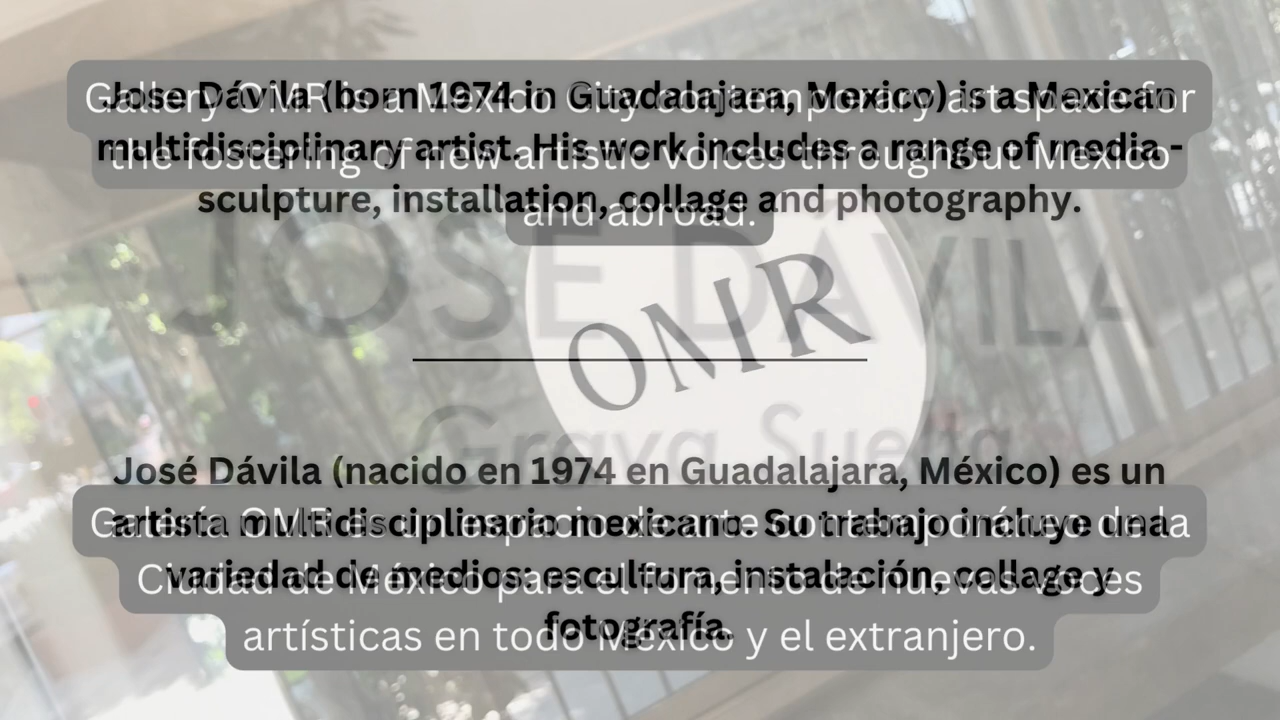 Jose Dávila (born 1974 in Guadalajara, Mexico) is a Mexican
multidisciplinary artist. His work includes a range of media -
sculpture, installation, collage and photography.
Gallery OMR is a Mexico City contemporary art space for
the fostering of new artistic voices throughout Mexico
and abroad.
JOSE DAVILA
OMR
Grava Suelta
José Dávila (nacido en 1974 en Guadalajara, México) es un
artista multidisciplinario mexicano. Su trabajo incluye una
variedad de medios: escultura, instalación, collage y
fotografía.
Galería OMR es un espacio de arte contemporáneo de la
Ciudad de México para el fomento de nuevas voces
artísticas en todo México y el extranjero.